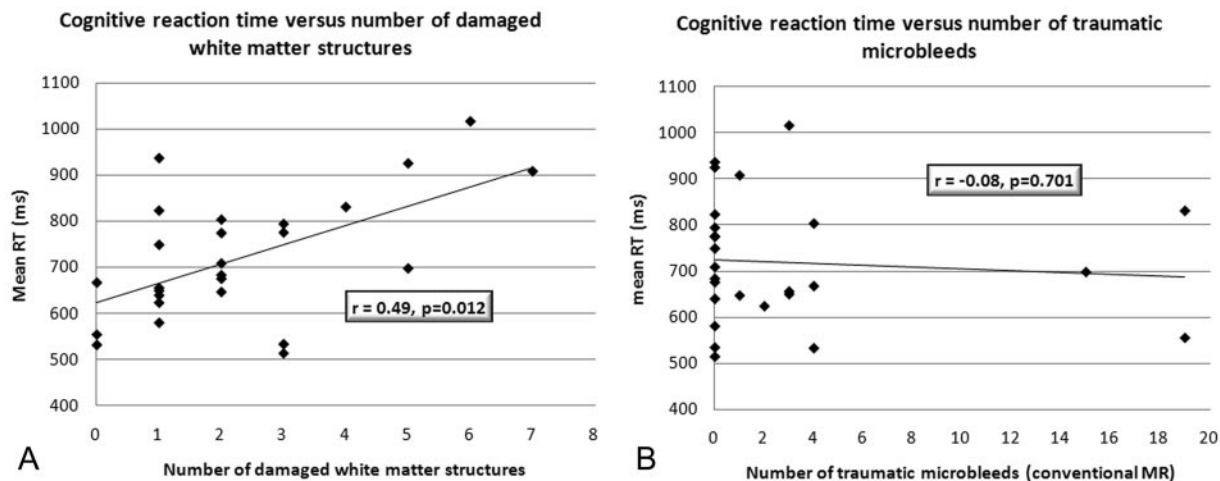 Cognitive reaction time versus number of damaged
white matter structures
1100
1000
900
800
700
600
500
400
Mean RT (ms)
r = 0.49, p=0.012
0 1 2 3 4 5 6 7 8
Number of damaged white matter structures
A
Cognitive reaction time versus number of traumatic
microbleeds
1100
1000
900
800
700
600
500
400
mean RT (ms)
r = -0.08, p=0.701
0 2 4 6 8 10 12 14 16 18 20
Number of traumatic microbleeds (conventional MR)
B